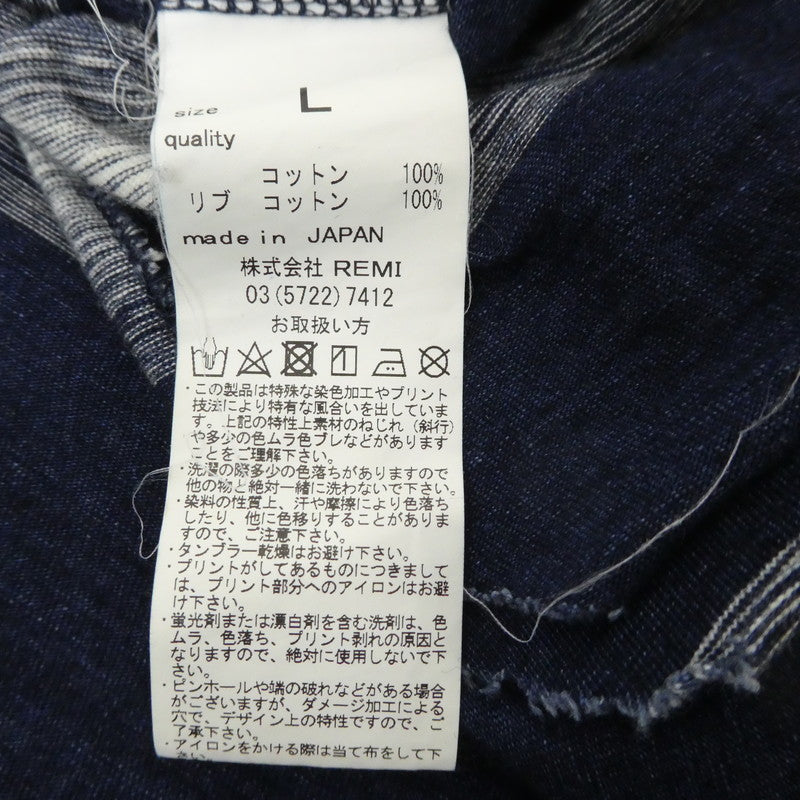 size L
quality
コットン 100%
リブ コットン 100%
made in JAPAN
株式会社 REMI
03(5722)7412
お取扱い方
・この製品は特殊な染色加工やプリント
技法により特有な風合いを出していま
す。上記の特性上素材のねじれ(斜行)
や多少の色ムラ色ブレなどがあります
ことをご理解下さい。
・洗濯の際多少の色落ちがありますので
他の物と絶対一緒に洗わないで下さい。
・染料の性質上、汗や摩擦により色落ち
したり、他に色移りすることがありま
すので、ご注意下さい。
・タンブラー乾燥はお避け下さい。
・プリントがしてあるものにつきまして
は、プリント部分へのアイロンはお避
け下さい。
・蛍光剤または漂白剤を含む洗剤は、色
ムラ、色落ち、プリント剥れの原因と
なりますので、絶対に使用しないで下
さい。
・ピンホールや端の破れなどがある場合
がございますが、ダメージ加工による
穴で、デザイン上の特性ですので、ご
了承下さい。
・アイロンをかける際は当て布をして下
さい。